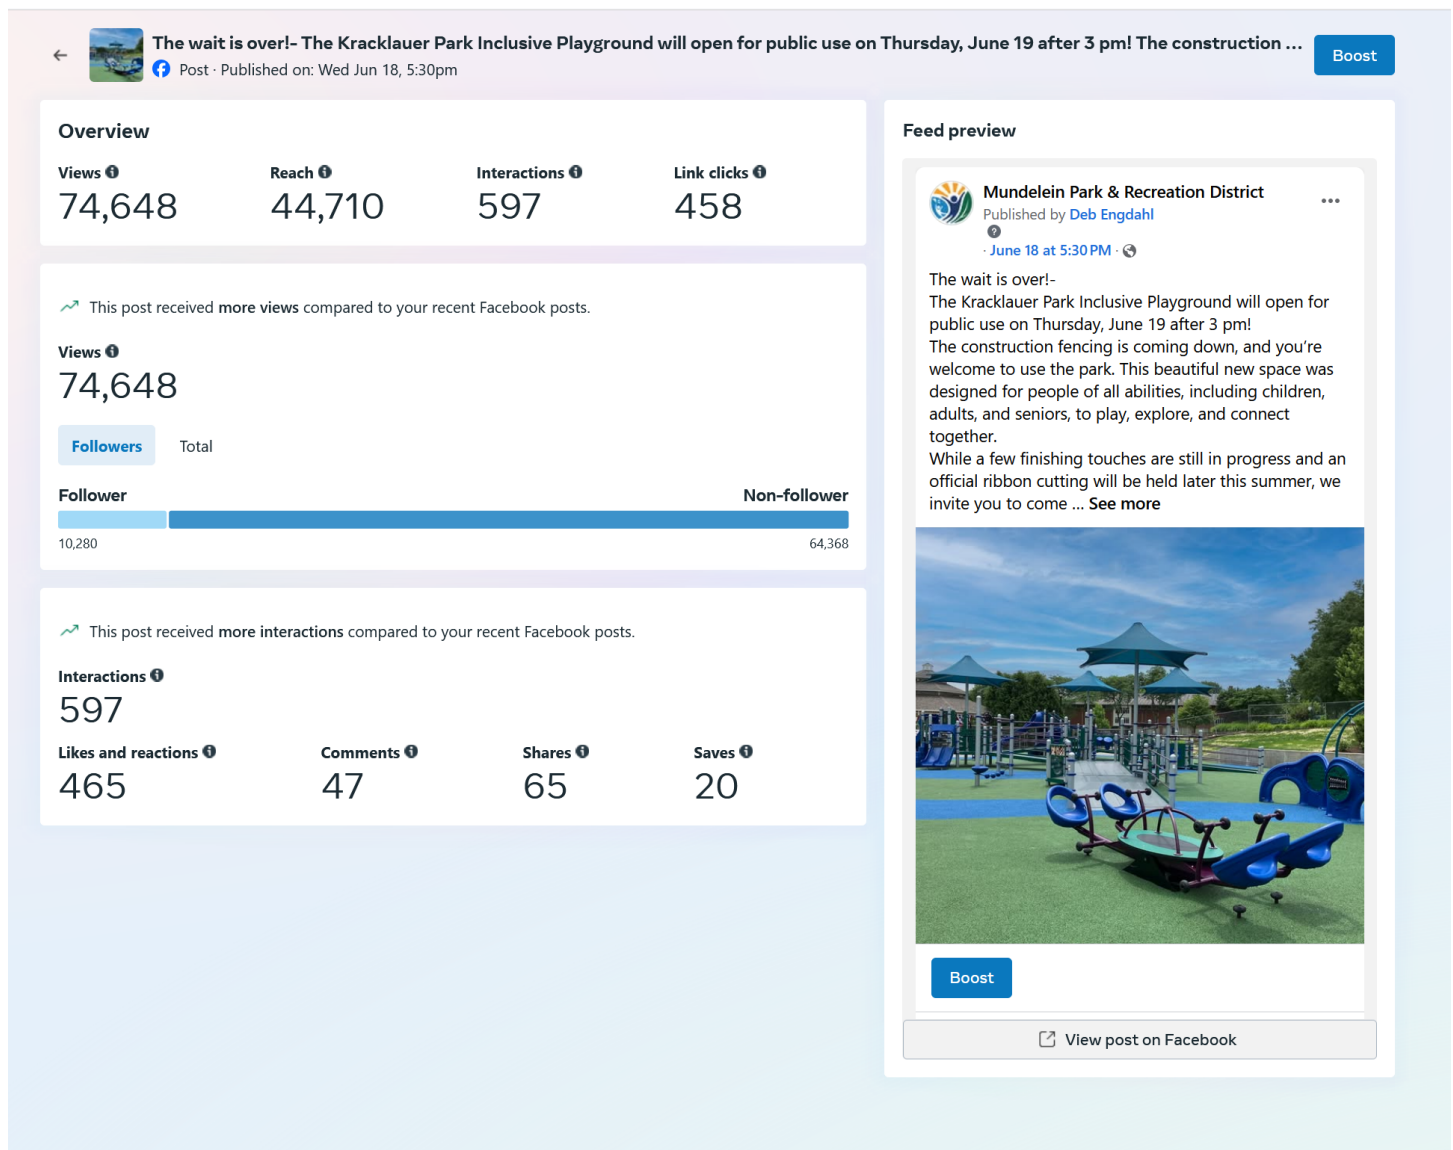 The wait is over!- The Kracklauer Park Inclusive Playground will open for public use on Thursday, June 19 after 3 pm! The construction ...
Post · Published on: Wed Jun 18, 5:30pm
Boost
Overview
Views
74,648
Reach
44,710
Interactions
597
Link clicks
458
This post received more views compared to your recent Facebook posts.
Views
74,648
Followers
Total
Follower
Non-follower
10,280
64,368
This post received more interactions compared to your recent Facebook posts.
Interactions
597
Likes and reactions
465
Comments
47
Shares
65
Saves
20
Feed preview
Mundelein Park & Recreation District
Published by Deb Engdahl
· June 18 at 5:30 PM ·
The wait is over!-
The Kracklauer Park Inclusive Playground will open for
public use on Thursday, June 19 after 3 pm!
The construction fencing is coming down, and you're
welcome to use the park. This beautiful new space was
designed for people of all abilities, including children,
adults, and seniors, to play, explore, and connect
together.
While a few finishing touches are still in progress and an
official ribbon cutting will be held later this summer, we
invite you to come ... See more
Boost
View post on Facebook